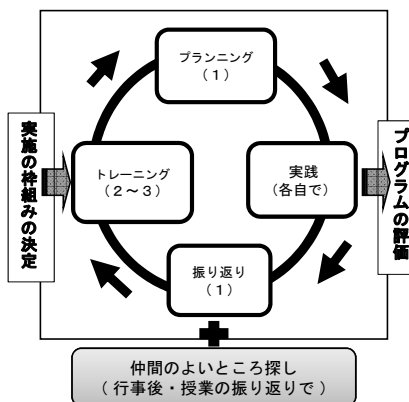 プランニング
(1)
実施の枠組みの決定
トレーニング
(2~3)
実践
(各自で)
プログラムの評価
振り返り
(1)
仲間のよいところ探し
(行事後・授業の振り返りで)